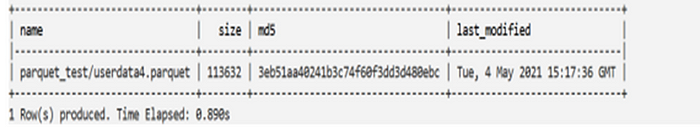 | name | size | md5 | last_modified |
| parquet_test/userdata4.parquet | 113632 | 3eb51aa40241b3c74f60f3dd3d480ebc | Tue, 4 May 2021 15:17:36 GMT |
1 Row(s) produced. Time Elapsed: 0.890s